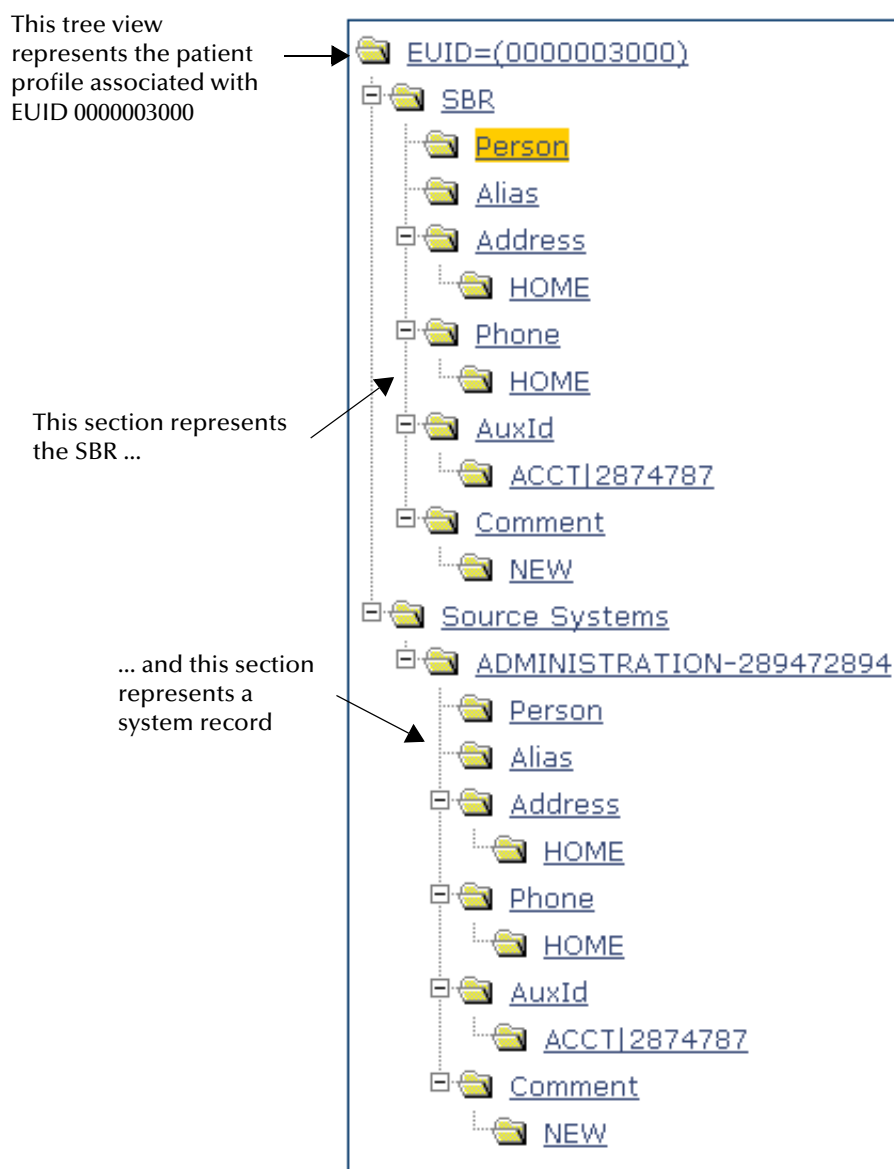 This tree view
represents the patient
profile associated with
EUID 0000003000
EUID=(0000003000)
SBR
Person
Alias
Address
HOME
Phone
HOME
This section represents
the SBR ...
AuxId
ACCT|2874787
Comment
NEW
Source Systems
... and this section
represents a
system record
ADMINISTRATION-289472894
Person
Alias
Address
HOME
Phone
HOME
AuxId
ACCT|2874787
Comment
NEW